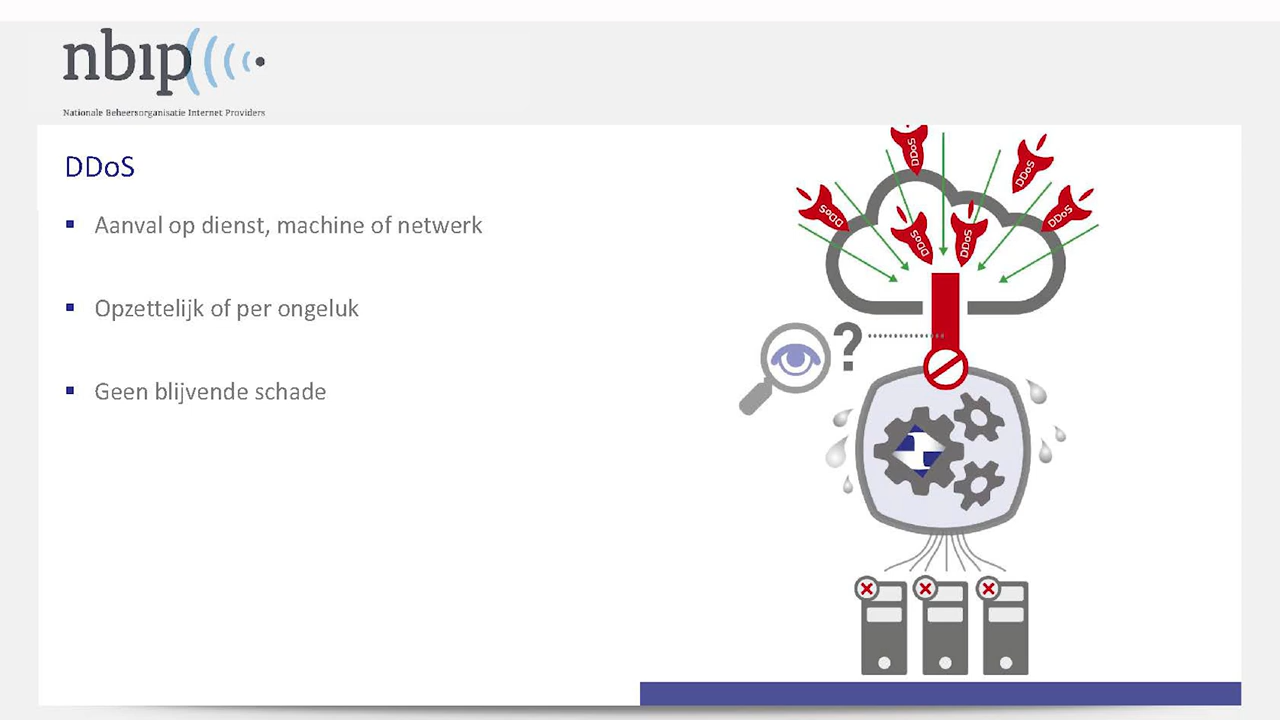 nbip
Nationale Beheersorganisatie Internet Providers
DDoS
Aanval op dienst, machine of netwerk
Opzettelijk of per ongeluk
Geen blijvende schade
DDoS
DDoS
DDoS
DDoS
DDoS
DDoS
?